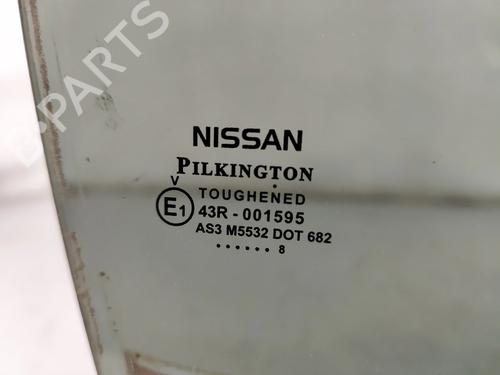 B-PARTS
NISSAN
PILKINGTON
V
TOUGHENED
E1
43R - 001595
AS3 M5532 DOT 682
...... 8